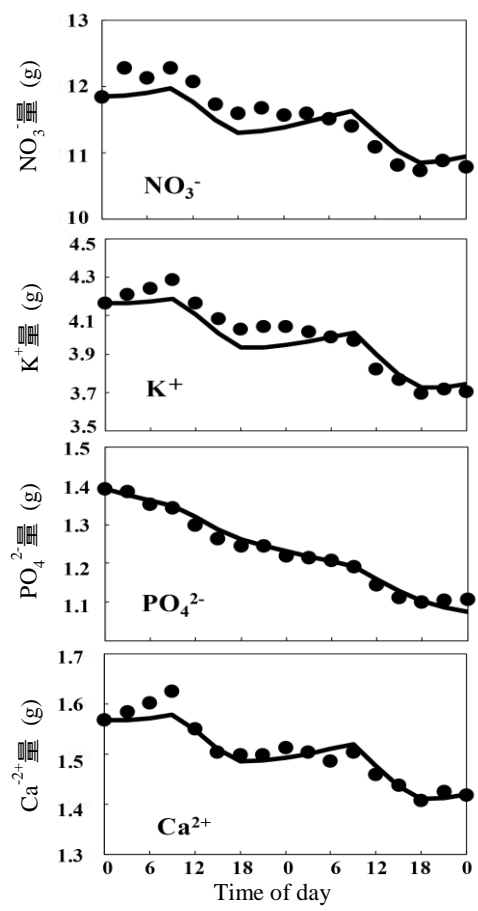 13
12
11
10
NO₃⁻量 (g)
NO₃⁻
4.5
4.3
4.1
3.9
3.7
3.5
K⁺量 (g)
K⁺
1.5
1.4
1.3
1.2
1.1
PO₄²⁻量 (g)
PO₄²⁻
1.7
1.6
1.5
1.4
1.3
Ca⁻²⁺量 (g)
Ca²⁺
0 6 12 18 0 6 12 18 0
Time of day